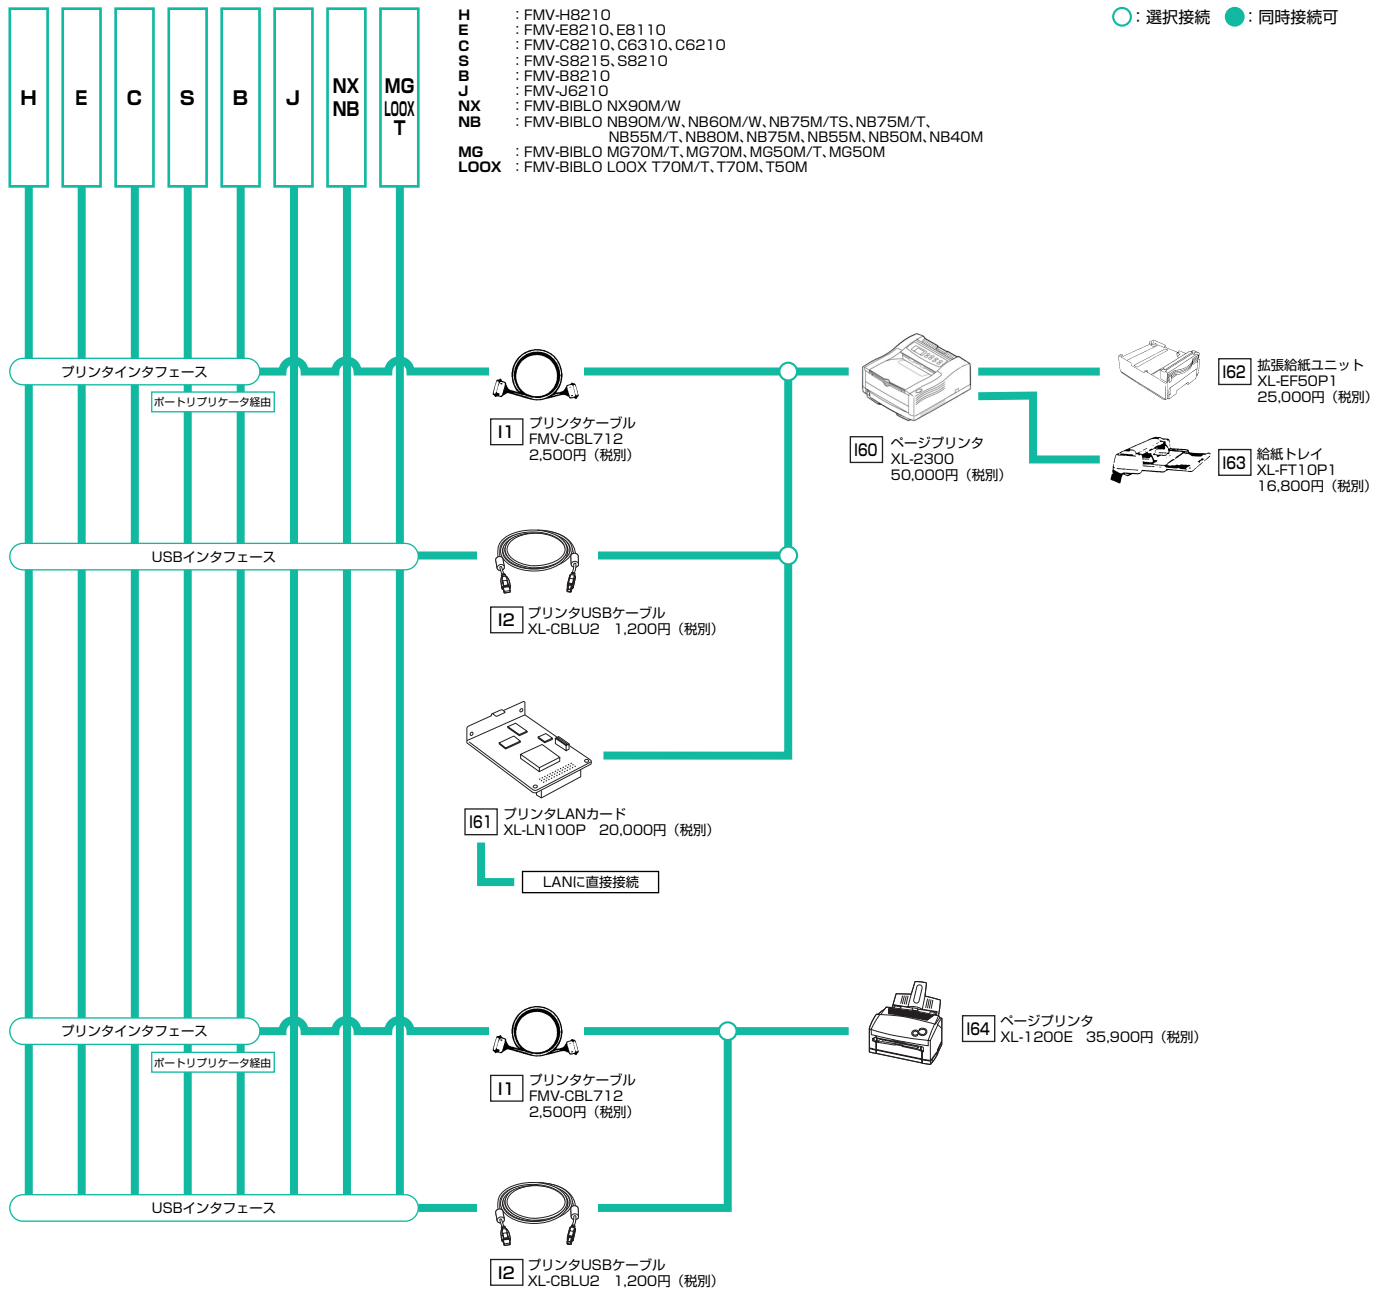 H
E
C
S
B
J
NX
NB
MG
LOOX
T
H : FMV-H8210
E : FMV-E8210、E8110
C : FMV-C8210、C6310、C6210
S : FMV-S8215、S8210
B : FMV-B8210
J : FMV-J6210
NX : FMV-BIBLO NX90M/W
NB : FMV-BIBLO NB90M/W、NB60M/W、NB75M/TS、NB75M/T、
NB55M/T、NB80M、NB75M、NB55M、NB50M、NB40M
MG : FMV-BIBLO MG70M/T、MG70M、MG50M/T、MG50M
LOOX : FMV-BIBLO LOOX T70M/T、T70M、T50M
：選択接続 ：同時接続可
プリンタインタフェース
ポートリプリケータ経由
I1 プリンタケーブル
FMV-CBL712
2,500円（税別）
I60 ページプリンタ
XL-2300
50,000円（税別）
I62 拡張給紙ユニット
XL-EF50P1
25,000円（税別）
I63 給紙トレイ
XL-FT10P1
16,800円（税別）
USBインタフェース
I2 プリンタUSBケーブル
XL-CBLU2 1,200円（税別）
I61 プリンタLANカード
XL-LN100P 20,000円（税別）
LANに直接接続
プリンタインタフェース
ポートリプリケータ経由
I1 プリンタケーブル
FMV-CBL712
2,500円（税別）
I64 ページプリンタ
XL-1200E 35,900円（税別）
USBインタフェース
I2 プリンタUSBケーブル
XL-CBLU2 1,200円（税別）